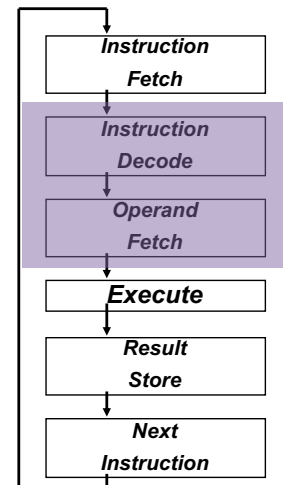 Instruction
Fetch
Instruction
Decode
Operand
Fetch
Execute
Result
Store
Next
Instruction